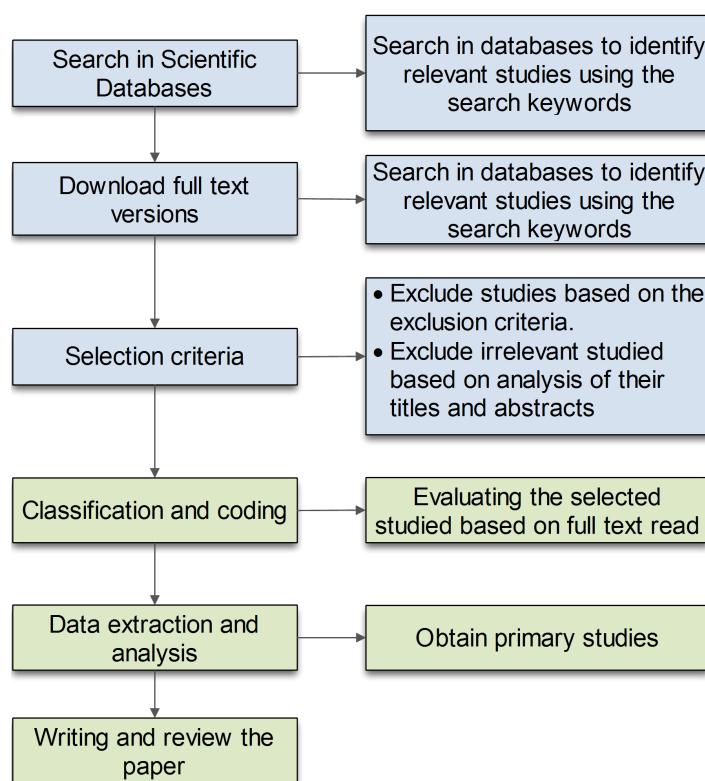 Search in Scientific
Databases
Search in databases to identify
relevant studies using the
search keywords
Download full text
versions
Search in databases to identify
relevant studies using the
search keywords
Selection criteria
• Exclude studies based on the
exclusion criteria.
• Exclude irrelevant studied
based on analysis of their
titles and abstracts
Classification and coding
Evaluating the selected
studied based on full text read
Data extraction and
analysis
Obtain primary studies
Writing and review the
paper